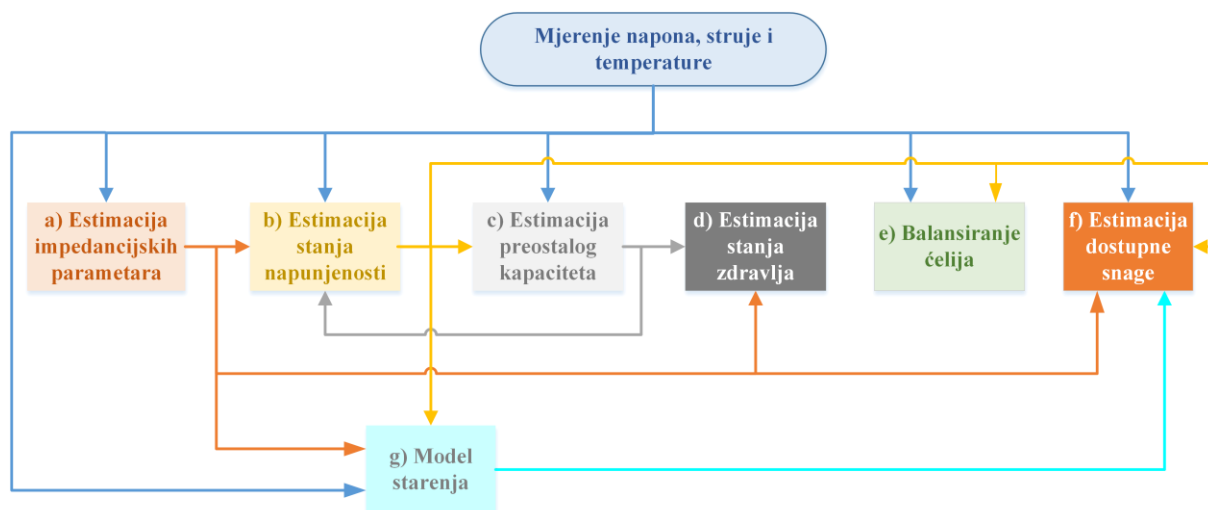 Mjerenje napona, struje i
temperature
a) Estimacija
impedancijskih
parametara
b) Estimacija
stanja
napunjenosti
c) Estimacija
preostalog
kapaciteta
d) Estimacija
stanja
zdravlja
e) Balansiranje
ćelija
f) Estimacija
dostupne
snage
g) Model
starenja